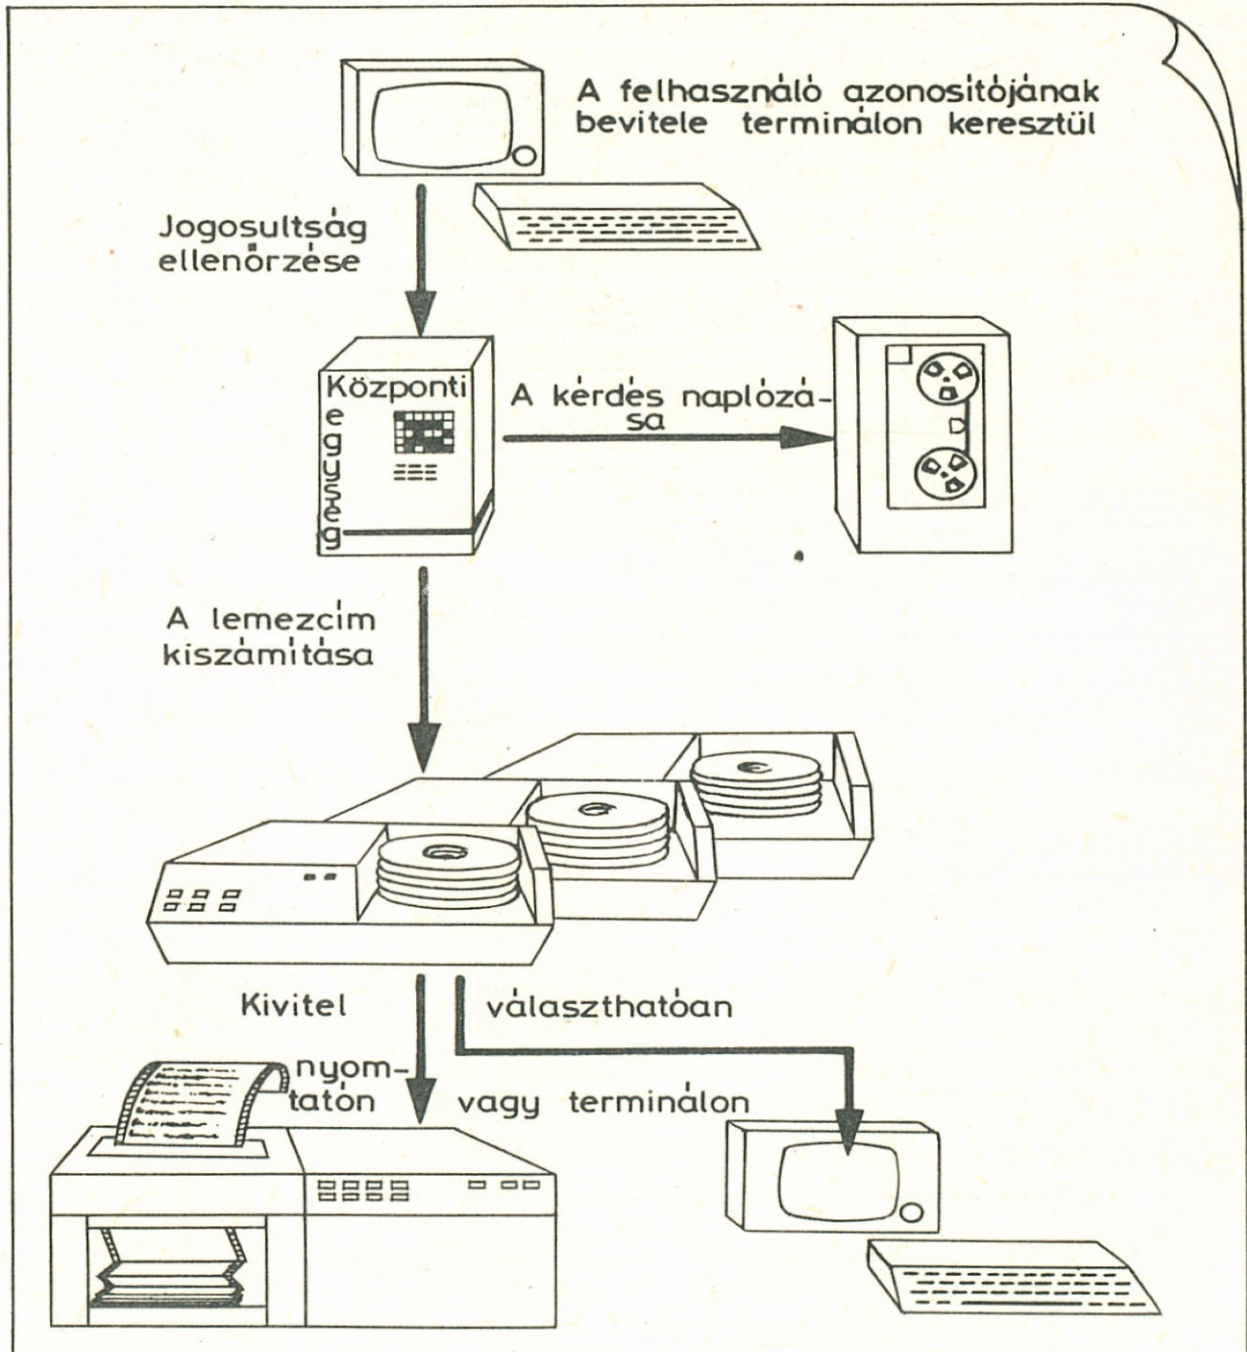 A felhasználó azonosítójának
bevitele terminálon keresztül
Jogosultság
ellenőrzése
Központi
egység
A kérdés naplózá-
sa
A lemezcím
kiszámítása
Kivitel
választhatóan
nyom-
tatón
vagy terminálon